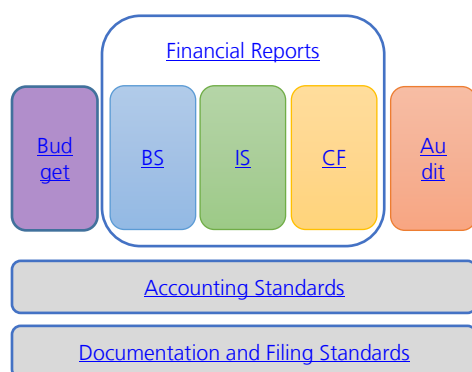 Financial Reports
Bud
get
BS
IS
CF
Au
dit
Accounting Standards
Documentation and Filing Standards